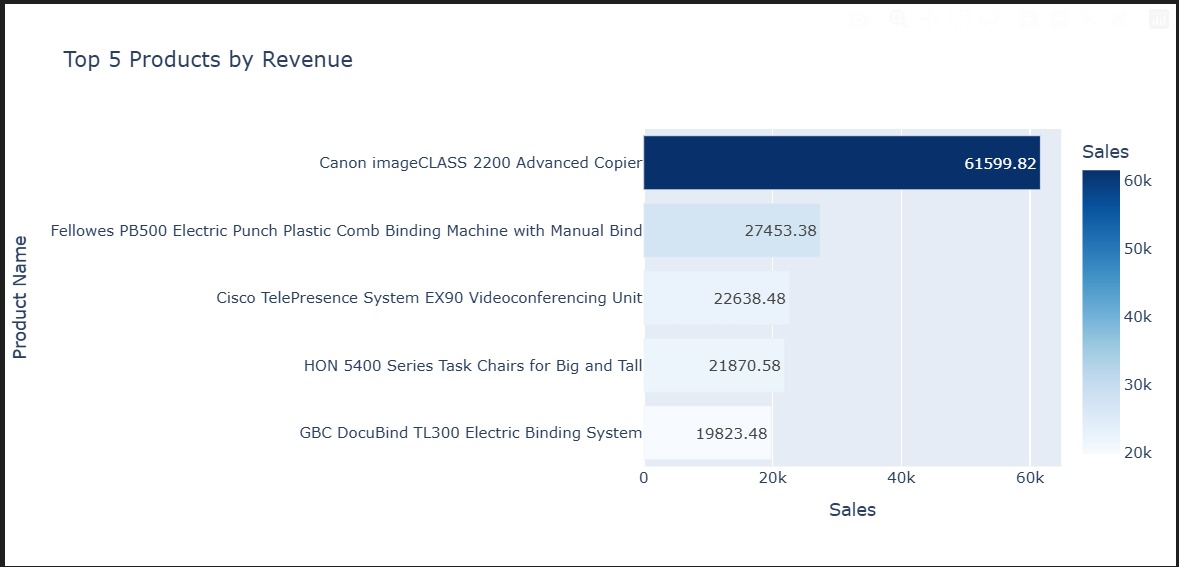 Top 5 Products by Revenue
Product Name
Canon imageCLASS 2200 Advanced Copier
61599.82
Fellowes PB500 Electric Punch Plastic Comb Binding Machine with Manual Bind
27453.38
Cisco TelePresence System EX90 Videoconferencing Unit
22638.48
HON 5400 Series Task Chairs for Big and Tall
21870.58
GBC DocuBind TL300 Electric Binding System
19823.48
0
20k
40k
60k
Sales
Sales
60k
50k
40k
30k
20k